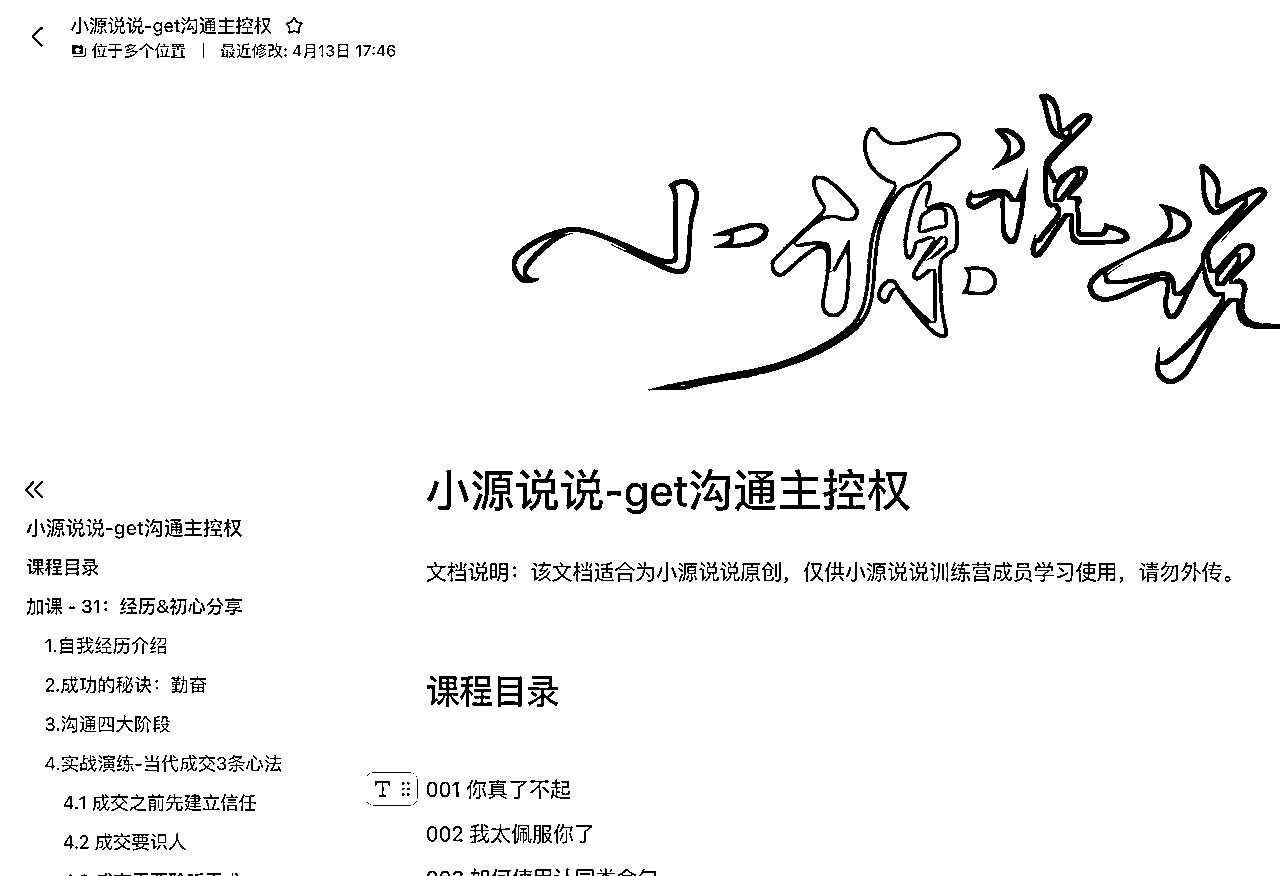 小源说说-get沟通主控权
位于多个位置 | 最近修改: 4月13日 17:46
小源说说
小源说说-get沟通主控权
课程目录
加课 - 31：经历&初心分享
1.自我经历介绍
2.成功的秘诀：勤奋
3.沟通四大阶段
4.实战演练-当代成交3条心法
4.1 成交之前先建立信任
4.2 成交要识人
小源说说-get沟通主控权
文档说明：该文档适合为小源说说原创，仅供小源说说训练营成员学习使用，请勿外传。
课程目录
T
001 你真了不起
002 我太佩服你了